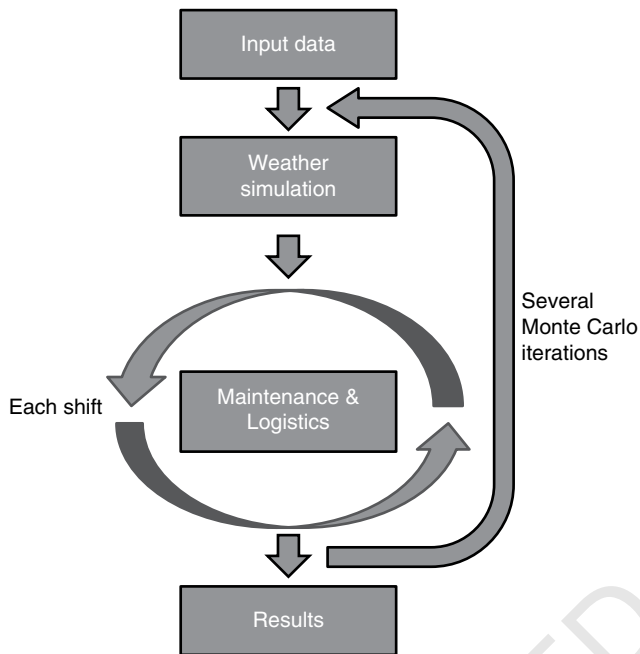 Input data
Weather
simulation
Several
Monte Carlo
iterations
Each shift
Maintenance &
Logistics
Results